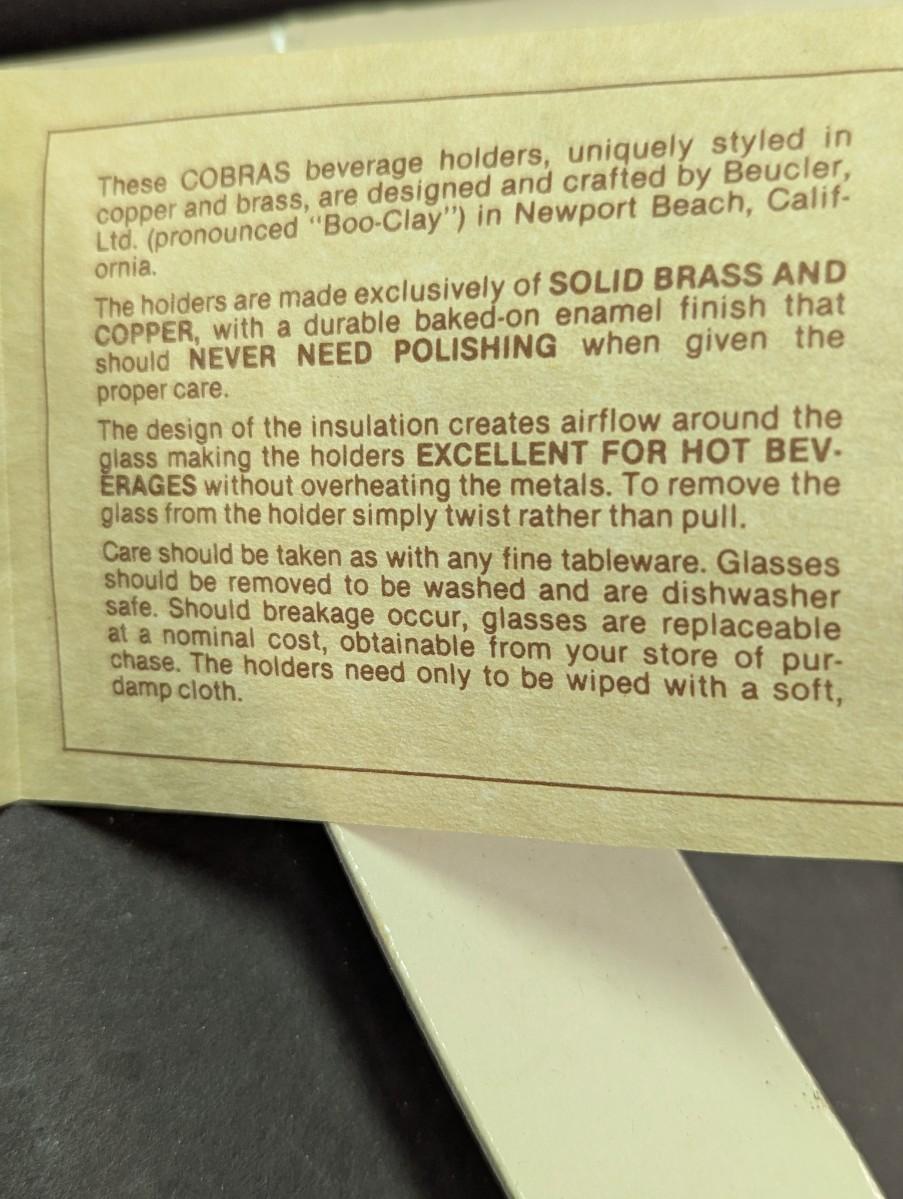 These COBRAS beverage holders, uniquely styled in
copper and brass, are designed and crafted by Beucler,
Ltd. (pronounced "Boo-Clay") in Newport Beach, Calif-
ornia.
The holders are made exclusively of SOLID BRASS AND
COPPER, with a durable baked-on enamel finish that
should NEVER NEED POLISHING when given the
proper care.
The design of the insulation creates airflow around the
glass making the holders EXCELLENT FOR HOT BEV-
ERAGES without overheating the metals. To remove the
glass from the holder simply twist rather than pull.
Care should be taken as with any fine tableware. Glasses
should be removed to be washed and are dishwasher
safe. Should breakage occur, glasses are replaceable
at a nominal cost, obtainable from your store of pur-
chase. The holders need only to be wiped with a soft,
damp cloth.